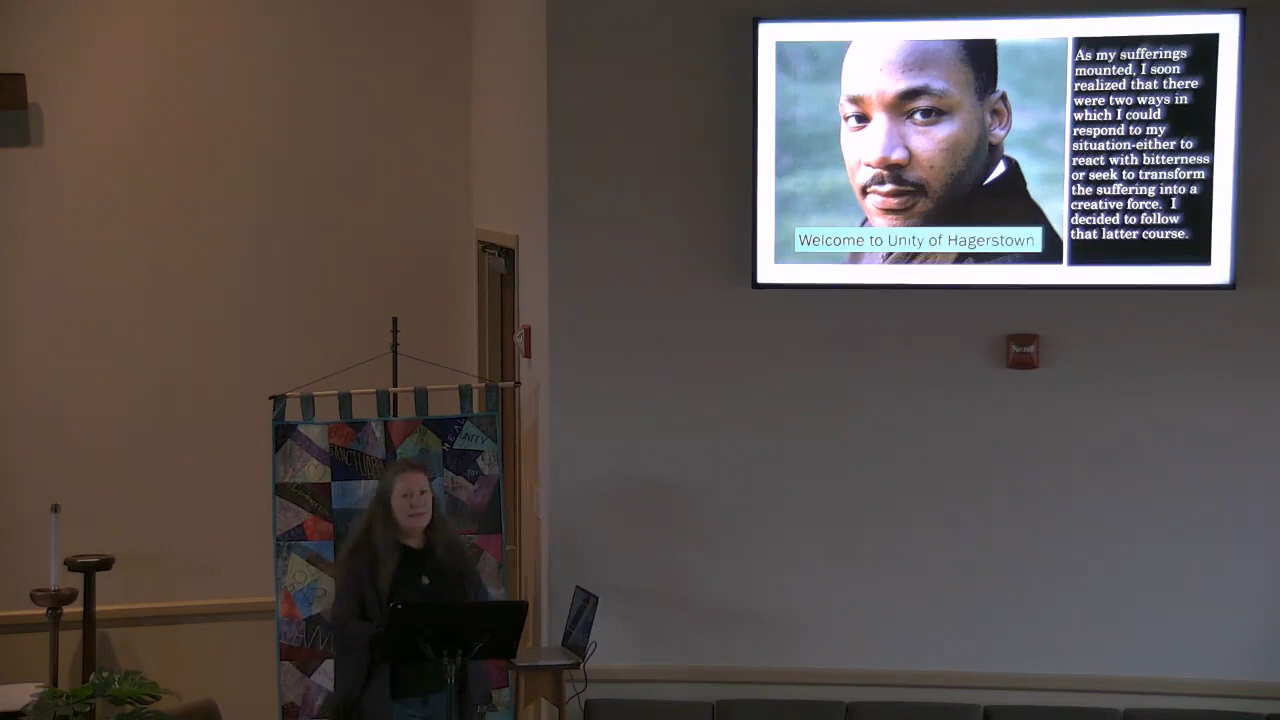 As my sufferings
mounted, I soon
realized that there
were two ways in
which I could
respond to my
situation-either to
react with bitterness
or seek to transform
the suffering into a
creative force. I
decided to follow
that latter course.
Welcome to Unity of Hagerstown
SANCTUARY